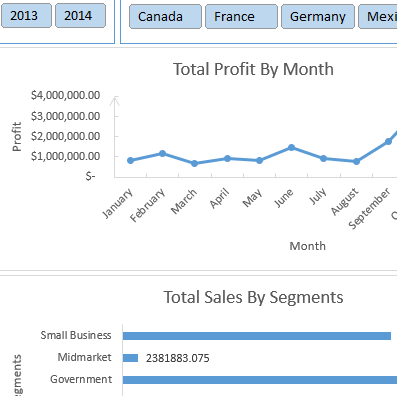 2013 2014 Canada France Germany Mexi
Total Profit By Month
$4,000,000.00
$3,000,000.00
$2,000,000.00
$1,000,000.00
$-
Profit
January February March April May June July August September O
Month
Total Sales By Segments
Small Business
Midmarket 2381883.075
Government
gments